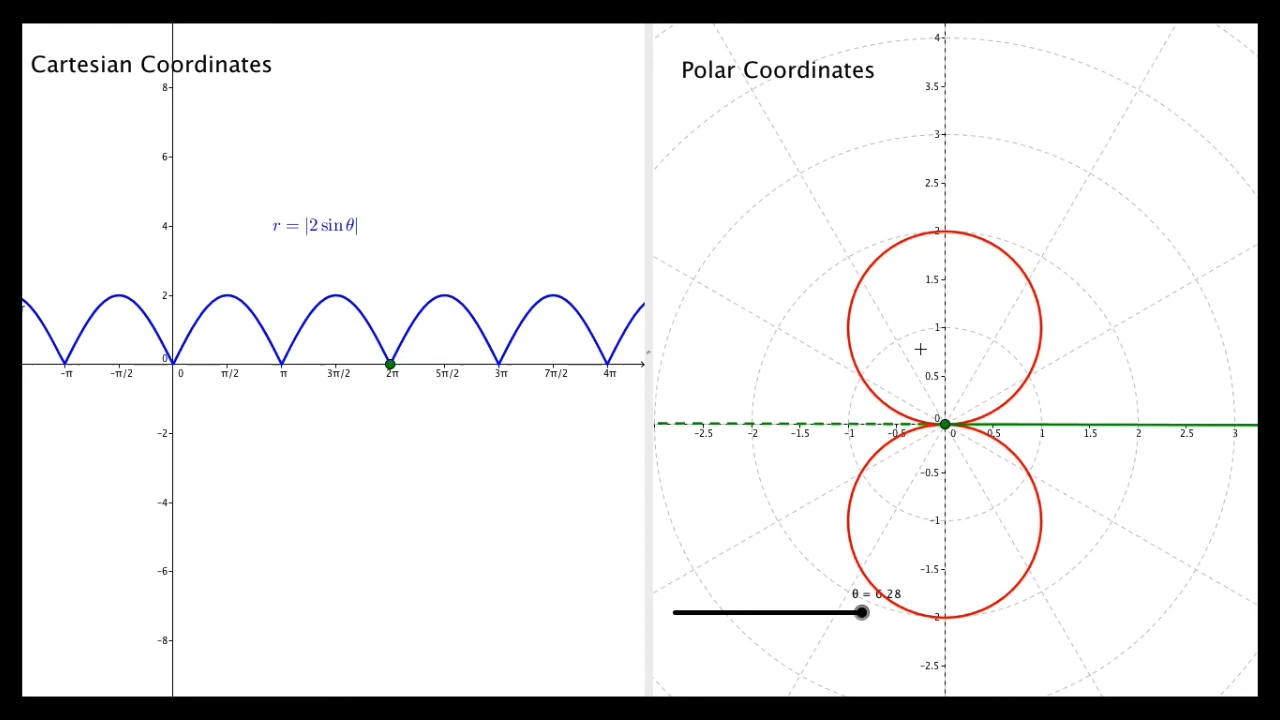 Cartesian Coordinates
8
6
4
r = |2 sin θ|
2
0
−π
−π/2
0
π/2
π
3π/2
2π
5π/2
3π
7π/2
4π
−2
−4
−6
−8
Polar Coordinates
4
3.5
3
2.5
2
1.5
1
0.5
0
−2.5
−2
−1.5
−1
−0.5
0
0.5
1
1.5
2
2.5
3
−0.5
−1
−1.5
θ = 6.28
−2
−2.5